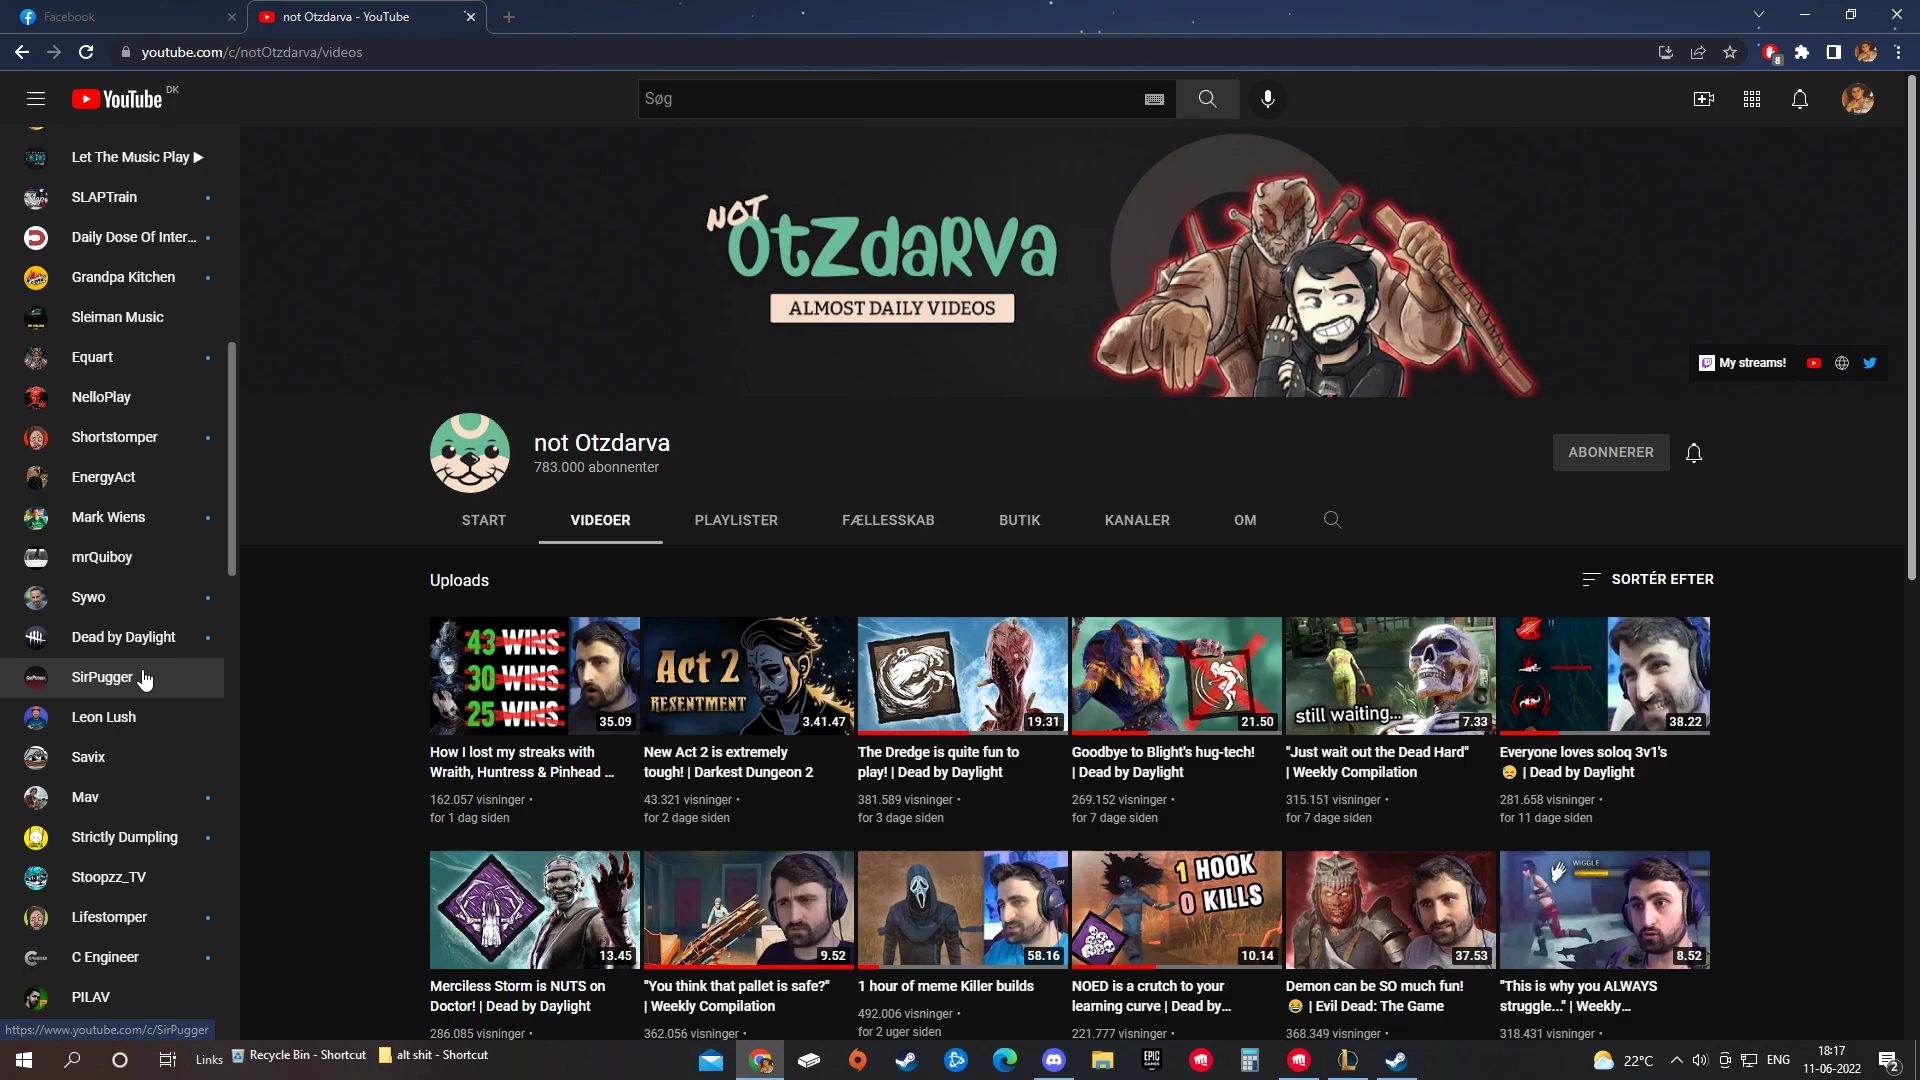 Facebook
not Otzdarva - YouTube
youtube.com/c/notOtzdarva/videos
8
YouTube DK
Søg
Let The Music Play ▶
SLAPTrain
Daily Dose Of Inter...
Grandpa Kitchen
Sleiman Music
Equart
NelloPlay
Shortstomper
EnergyAct
Mark Wiens
mrQuiboy
Sywo
Dead by Daylight
SirPugger
Leon Lush
Savix
Mav
Strictly Dumpling
Stoopzz_TV
Lifestomper
C Engineer
PILAV
https://www.youtube.com/c/SirPugger
NOT
OtZdaRVa
ALMOST DAILY VIDEOS
My streams!
not Otzdarva
783.000 abonnenter
ABONNERER
START VIDEOER PLAYLISTER FÆLLESSKAB BUTIK KANALER OM
Uploads
SORTÉR EFTER
43 WINS
30 WINS
25 WINS
35.09
Act 2
RESENTMENT
3.41.47
19.31
21.50
still waiting...
7.33
38.22
How I lost my streaks with
Wraith, Huntress & Pinhead ...
162.057 visninger •
for 1 dag siden
New Act 2 is extremely
tough! | Darkest Dungeon 2
43.321 visninger •
for 2 dage siden
The Dredge is quite fun to
play! | Dead by Daylight
381.589 visninger •
for 3 dage siden
Goodbye to Blight's hug-tech!
| Dead by Daylight
269.152 visninger •
for 7 dage siden
"Just wait out the Dead Hard"
| Weekly Compilation
315.151 visninger •
for 7 dage siden
Everyone loves soloq 3v1's
😥 | Dead by Daylight
281.658 visninger •
for 11 dage siden
13.45
9.52
58.16
1 HOOK
0 KILLS
10.14
37.53
WIGGLE
8.52
Merciless Storm is NUTS on
Doctor! | Dead by Daylight
286.085 visninger •
"You think that pallet is safe?"
| Weekly Compilation
362.056 visninger •
1 hour of meme Killer builds
492.006 visninger •
for 2 uger siden
NOED is a crutch to your
learning curve | Dead by...
221.777 visninger •
Demon can be SO much fun!
😂 | Evil Dead: The Game
368.349 visninger •
"This is why you ALWAYS
struggle..." | Weekly...
318.431 visninger •
Links
Recycle Bin - Shortcut
alt shit - Shortcut
EPIC
GAMES
22°C
ENG
18:17
11-06-2022
2